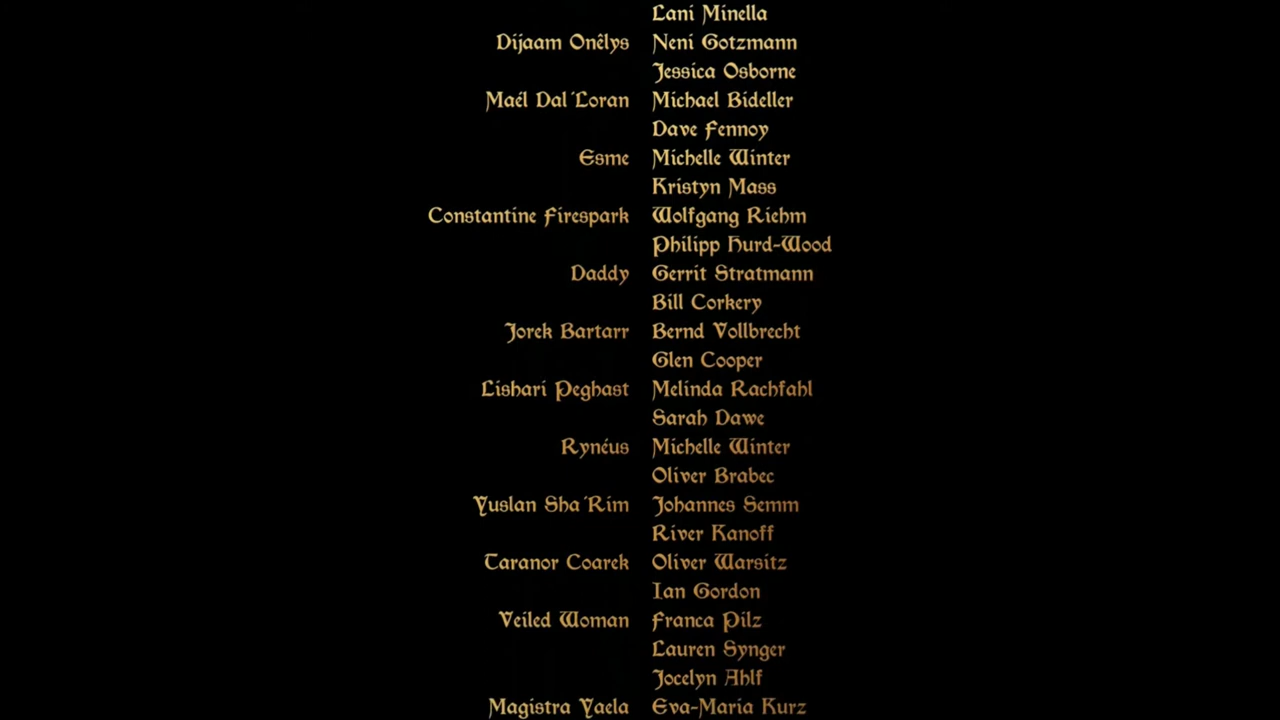 Lani Minella
Dijaam Onêlys Neni Gotzmann
Jessica Osborne
Maél Dal´Loran Michael Bideller
Dave Fennoy
Esme Michelle Winter
Kristyn Mass
Constantine Firespark Wolfgang Riehm
Philipp Hurd-Wood
Daddy Gerrit Stratmann
Bill Corkery
Jorek Bartarr Bernd Vollbrecht
Glen Cooper
Lishari Peghast Melinda Rachfahl
Sarah Dawe
Rynéus Michelle Winter
Oliver Brabec
Yuslan Sha´Rim Johannes Semm
River Kanoff
Taranor Coarek Oliver Warsitz
Ian Gordon
Veiled Woman Franca Pilz
Lauren Synger
Jocelyn Ahlf
Magistra Yaela Eva-Maria Kurz